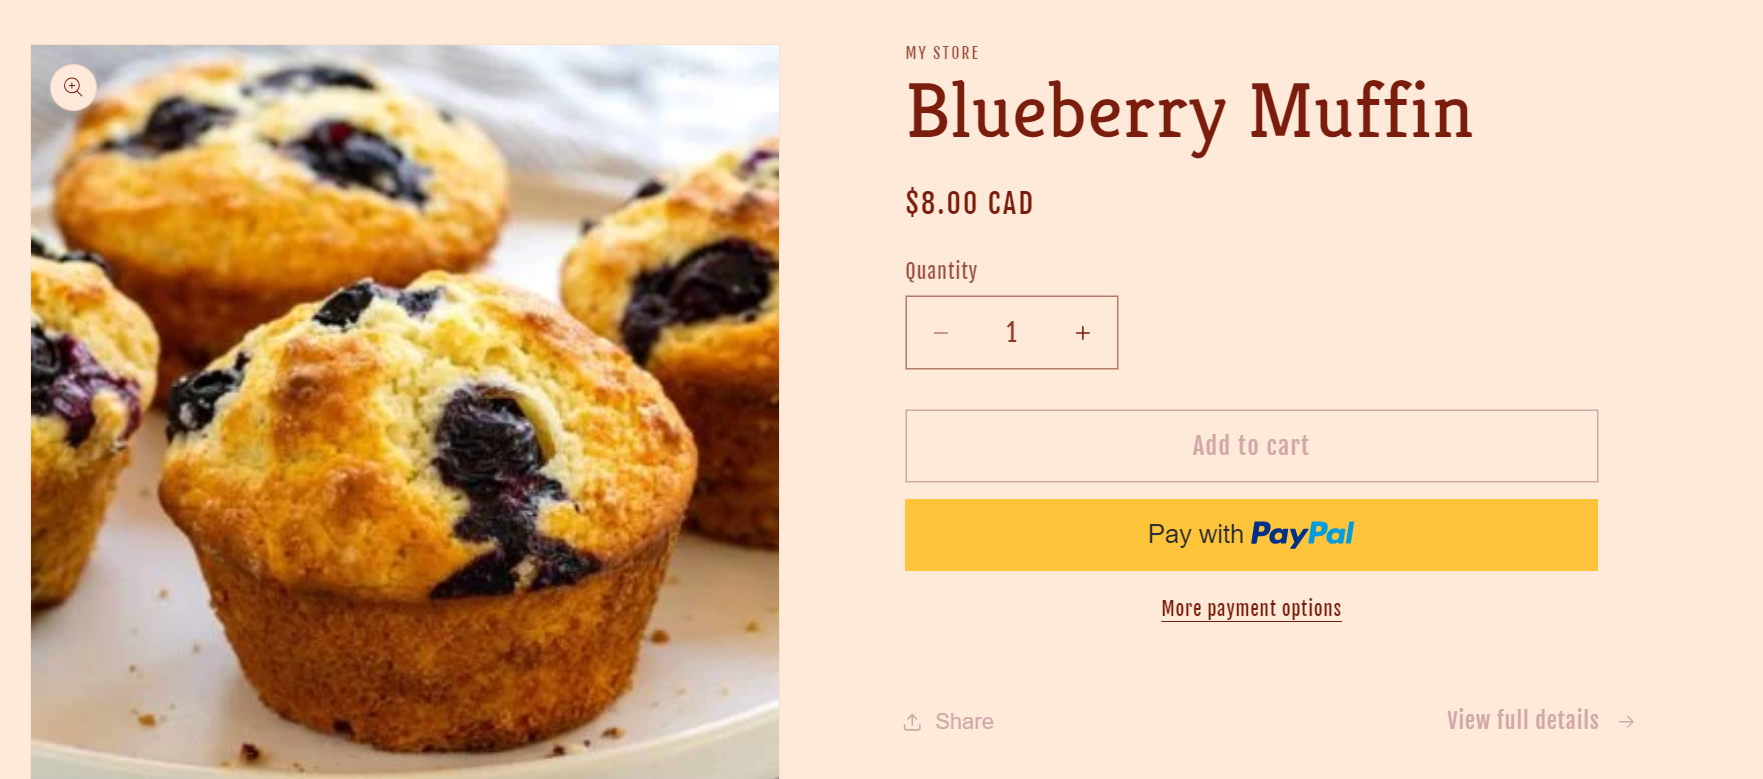 MY STORE
Blueberry Muffin
$8.00 CAD
Quantity
1
Add to cart
Pay with PayPal
More payment options
Share
View full details